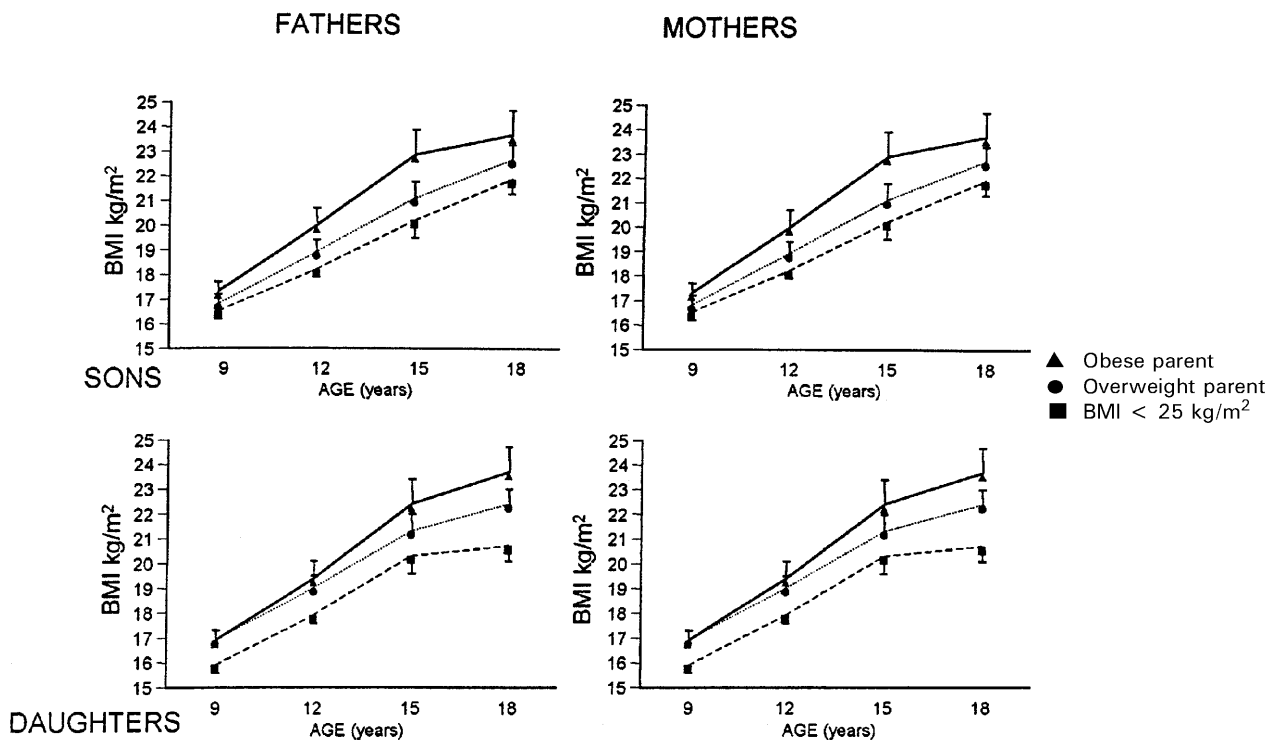 FATHERS
MOTHERS
BMI kg/m²
25
24
23
22
21
20
19
18
17
16
15
9 12 15 18
AGE (years)
BMI kg/m²
25
24
23
22
21
20
19
18
17
16
15
9 12 15 18
AGE (years)
SONS
▲ Obese parent
● Overweight parent
■ BMI < 25 kg/m²
BMI kg/m²
25
24
23
22
21
20
19
18
17
16
15
9 12 15 18
AGE (years)
BMI kg/m²
25
24
23
22
21
20
19
18
17
16
15
9 12 15 18
AGE (years)
DAUGHTERS